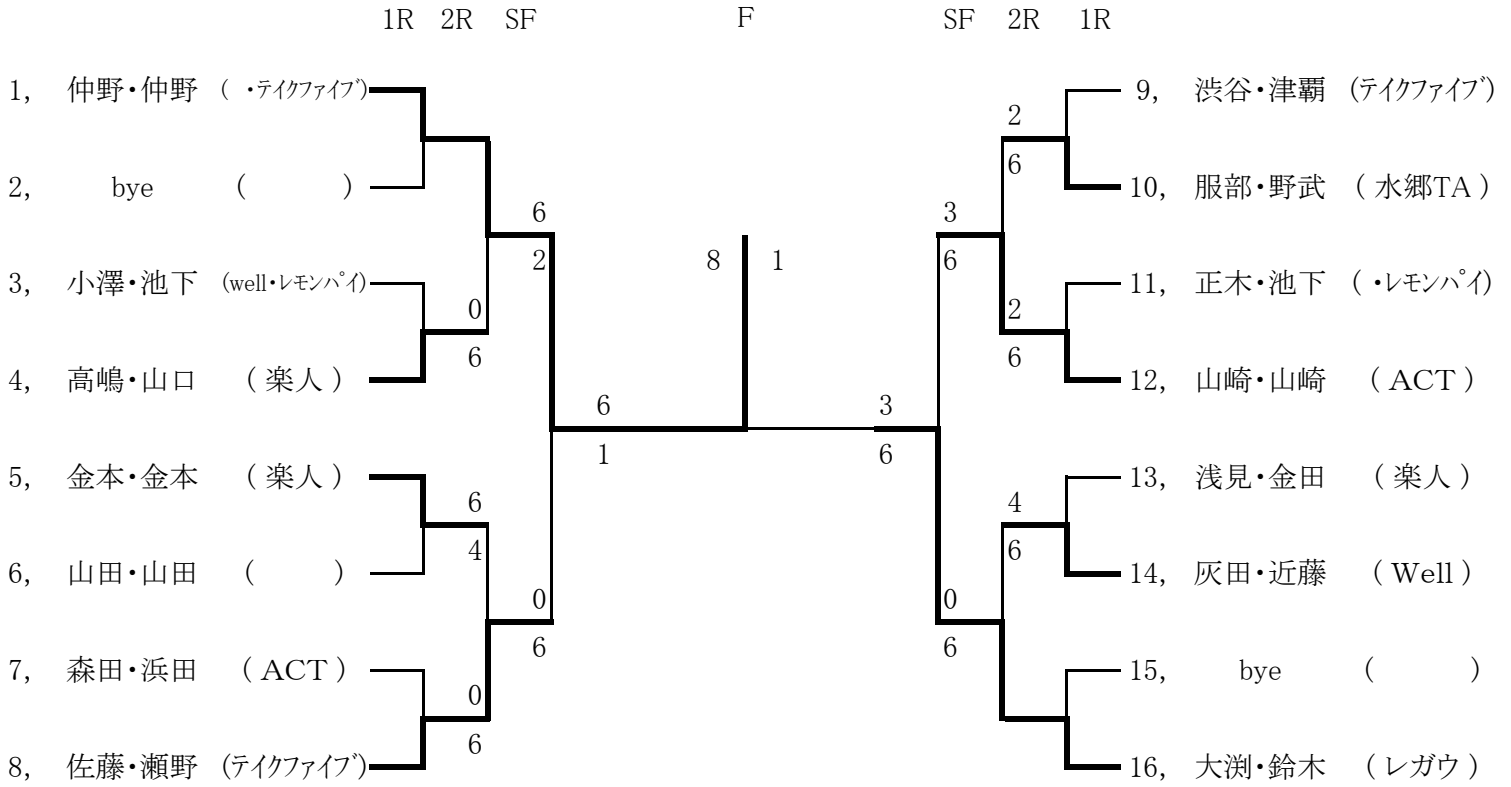 1R 2R SF F SF 2R 1R
1, 仲野・仲野 ( ・テイクファイブ)
2, bye ( )
6
2
3, 小澤・池下 (well・レモンパイ)
0
6
4, 高嶋・山口 ( 楽人 )
6
1
5, 金本・金本 ( 楽人 )
6
4
6, 山田・山田 ( )
0
6
7, 森田・浜田 ( ACT )
0
6
8, 佐藤・瀬野 (テイクファイブ)
8 1
9, 渋谷・津覇 (テイクファイブ)
2
6
10, 服部・野武 ( 水郷TA )
3
6
11, 正木・池下 ( ・レモンパイ)
2
6
12, 山崎・山崎 ( ACT )
3
6
13, 浅見・金田 ( 楽人 )
4
6
14, 灰田・近藤 ( Well )
0
6
15, bye ( )
16, 大渕・鈴木 ( レガウ )